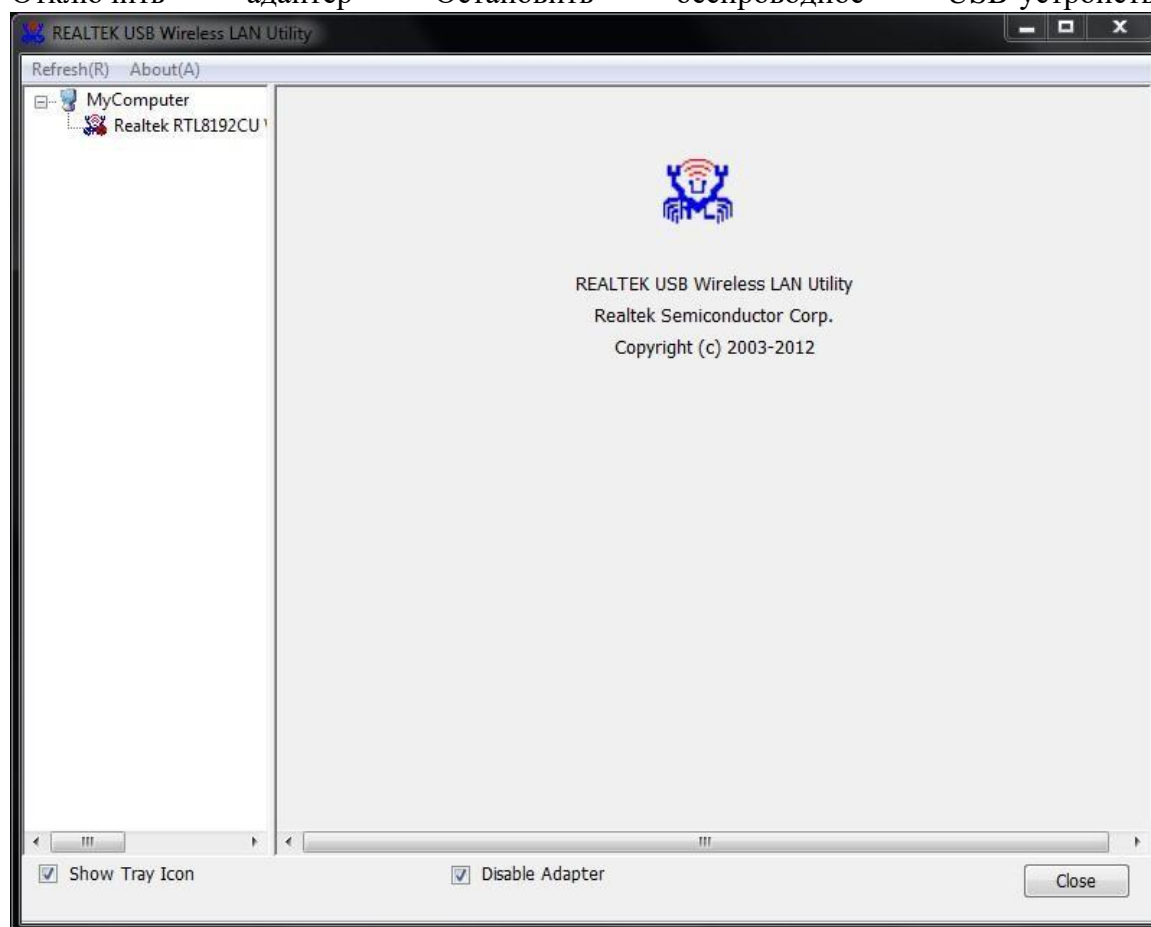 Отключить адаптер Остановить беспроводное USB-устройств
REALTEK USB Wireless LAN Utility
Refresh(R) About(A)
MyComputer
Realtek RTL8192CU
REALTEK USB Wireless LAN Utility
Realtek Semiconductor Corp.
Copyright (c) 2003-2012
Show Tray Icon
Disable Adapter
Close